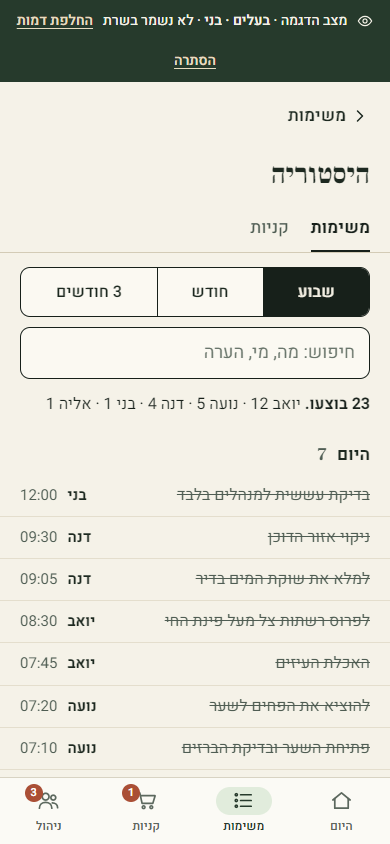 מצב הדגמה · בעלים · בני · לא נשמר בשרת החלפת דמות
הסתרה
משימות
היסטוריה
משימות קניות
שבוע חודש 3 חודשים
חיפוש: מה, מי, הערה
23 בוצעו. יואב 12 · נועה 5 · דנה 4 · בני 1 · אליה 1
היום 7
בדיקת עששית למנהלים בלבד בני 12:00
ניקוי אזור הדוכן דנה 09:30
למלא את שוקת המים בדיר דנה 09:05
לפרוס רשתות צל מעל פינת החי יואב 08:30
האכלת העיזים יואב 07:45
להוציא את הפחים לשער נועה 07:20
פתיחת השער ובדיקת הברזים נועה 07:10
היום משימות 1 קניות 3 ניהול